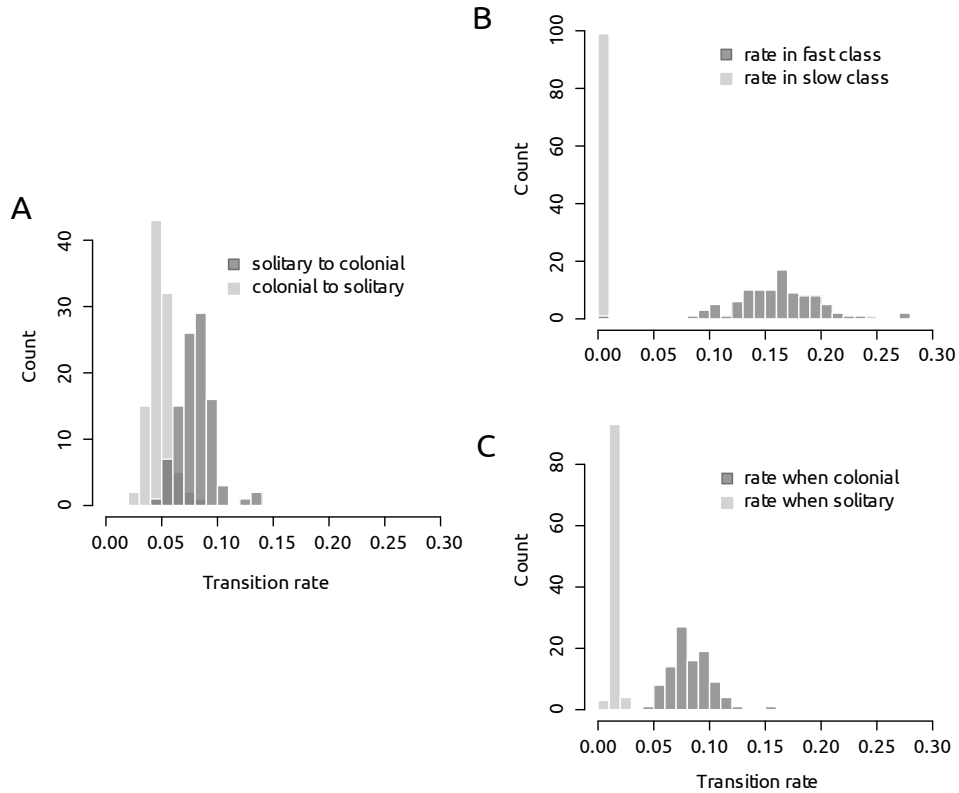 A
Count
0 10 20 30 40
solitary to colonial
colonial to solitary
0.00 0.05 0.10 0.15 0.20 0.25 0.30
Transition rate
B
Count
0 20 40 60 80 100
rate in fast class
rate in slow class
0.00 0.05 0.10 0.15 0.20 0.25 0.30
C
Count
0 20 40 60 80
rate when colonial
rate when solitary
0.00 0.05 0.10 0.15 0.20 0.25 0.30
Transition rate